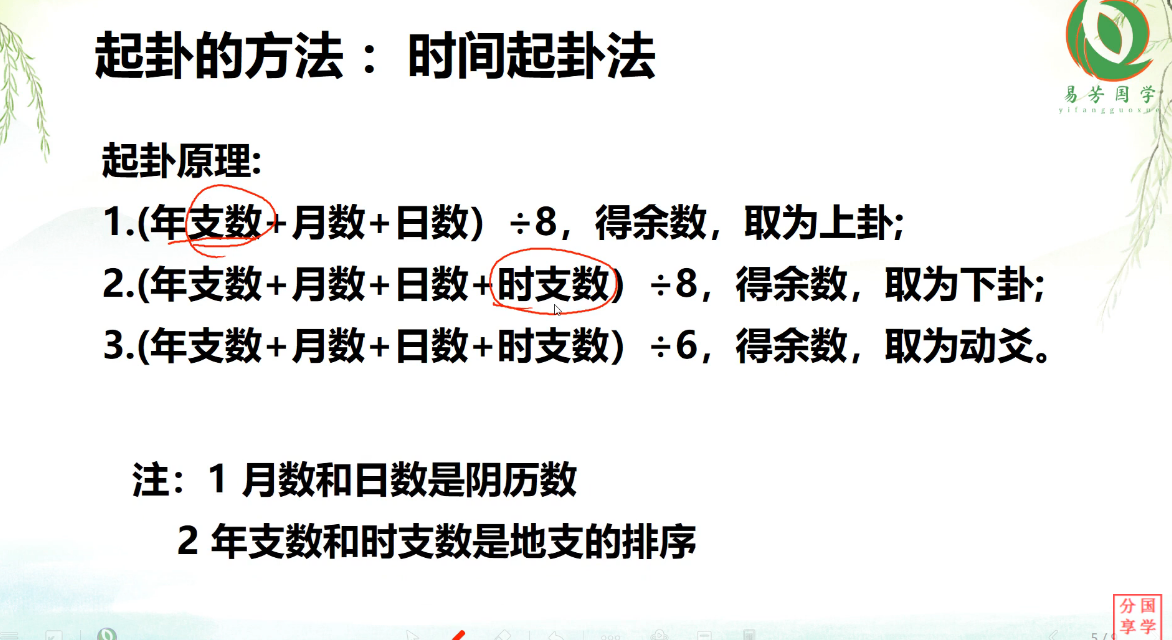 起卦的方法：时间起卦法
易芳国学
yifangguoxue
起卦原理:
1.(年支数+月数+日数）÷8，得余数，取为上卦;
2.(年支数+月数+日数+时支数）÷8，得余数，取为下卦;
3.(年支数+月数+日数+时支数）÷6，得余数，取为动爻。
注：1 月数和日数是阴历数
2 年支数和时支数是地支的排序
国学
分享